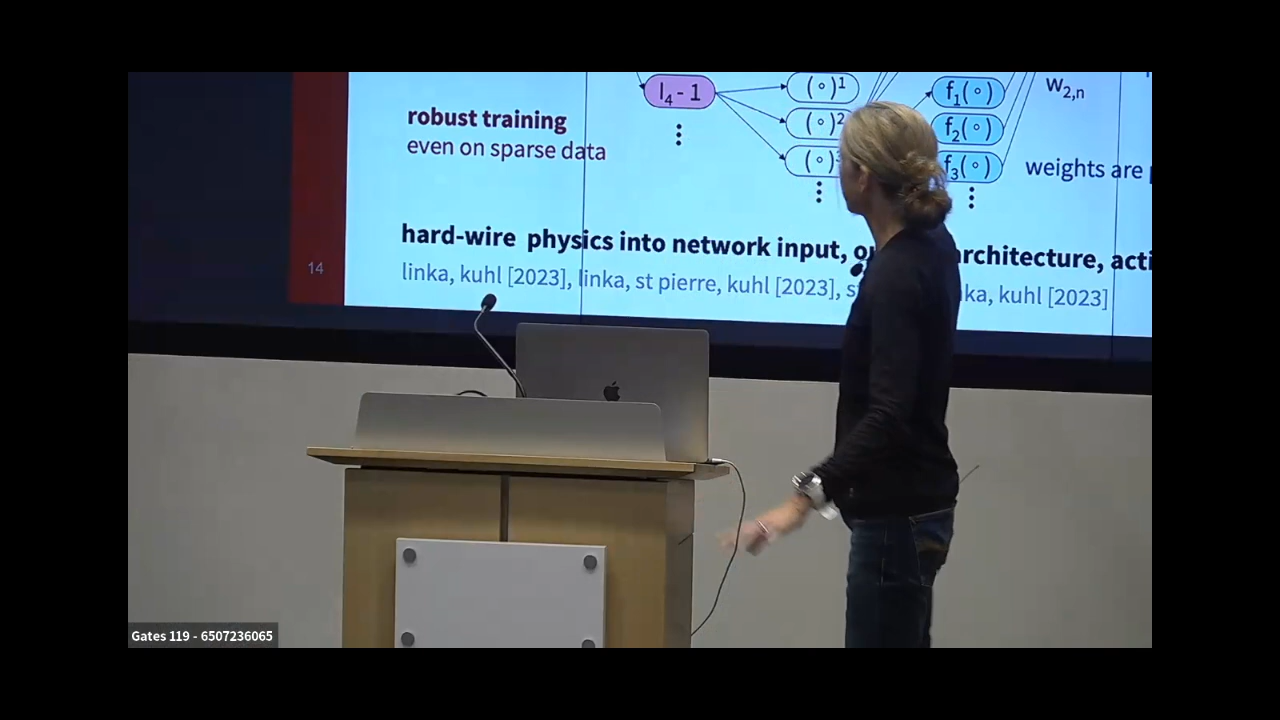 I4 - 1
(∘)1
f1(∘)
w2,n
robust training
(∘)2
f2(∘)
even on sparse data
(∘)
f3(∘)
weights are
hard-wire physics into network input, architecture,
14
linka, kuhl [2023], linka, st pierre, kuhl [2023], kuhl [2023]
Gates 119 - 6507236065